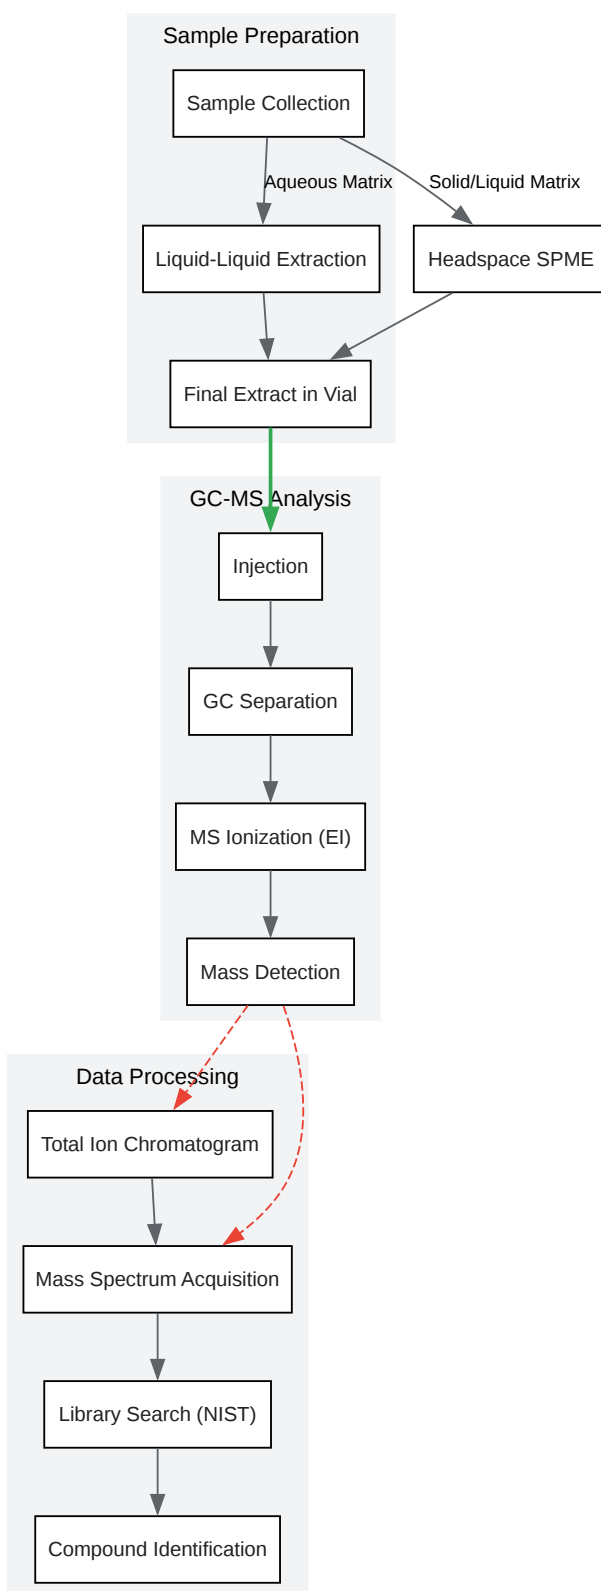 Sample Preparation
Sample Collection
Aqueous Matrix
Solid/Liquid Matrix
Liquid-Liquid Extraction
Headspace SPME
Final Extract in Vial
GC-MS Analysis
Injection
GC Separation
MS Ionization (EI)
Mass Detection
Data Processing
Total Ion Chromatogram
Mass Spectrum Acquisition
Library Search (NIST)
Compound Identification